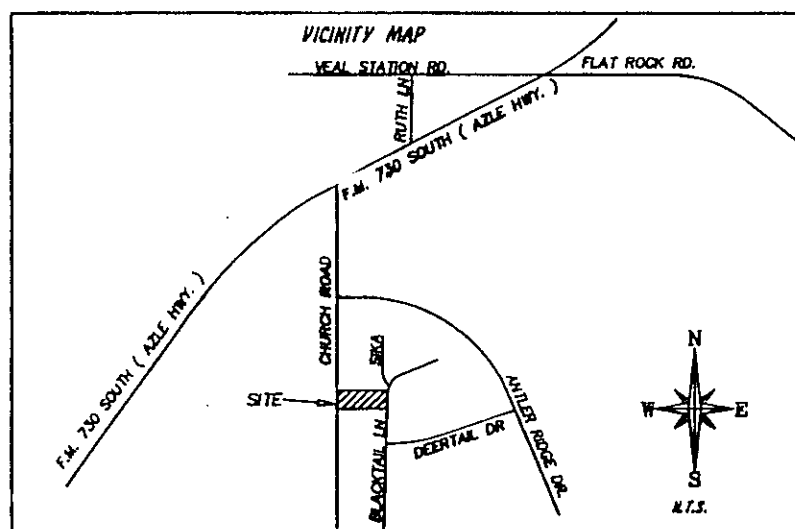 VICINITY MAP
VEAL STATION RD.
FLAT ROCK RD.
RUTH LN
F.M. 730 SOUTH ( AZLE HWY. )
CHURCH ROAD
F.M. 730 SOUTH ( AZLE HWY. )
SIKA
SITE
ANTLER RIDGE DR.
DEERTAIL DR
BLACKTAIL LN
N
W
E
S
N.T.S.